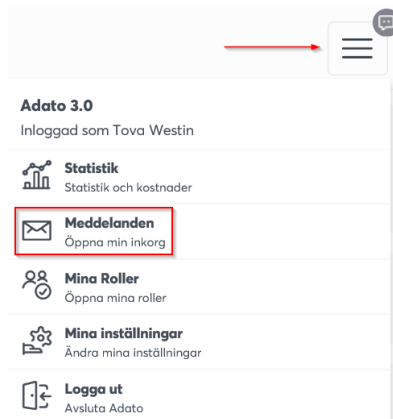 Adato 3.0
Inloggad som Tova Westin
Statistik
Statistik och kostnader
Meddelanden
Öppna min inkorg
Mina Roller
Öppna mina roller
Mina inställningar
Ändra mina inställningar
Logga ut
Avsluta Adato